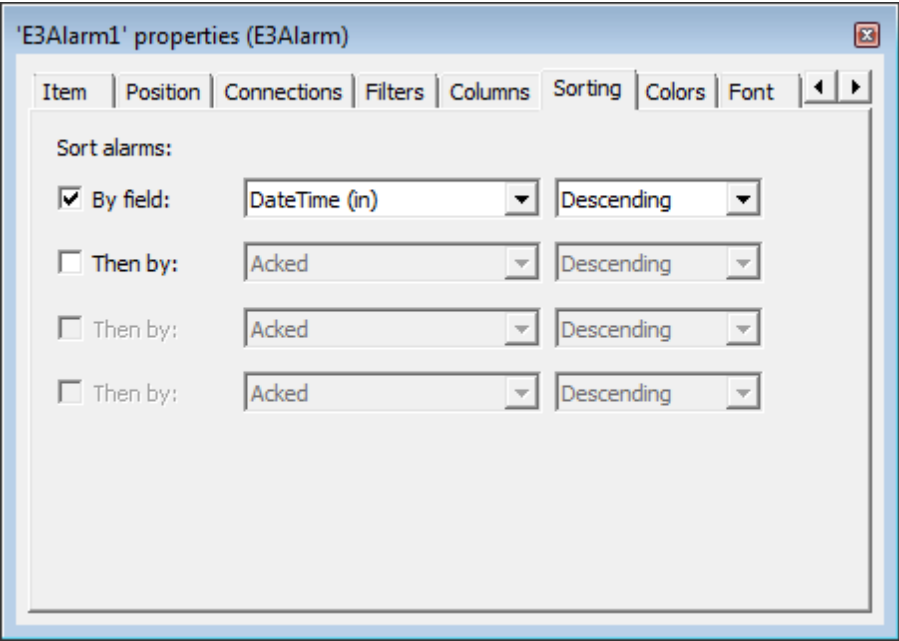 'E3Alarm1' properties (E3Alarm)
Item Position Connections Filters Columns Sorting Colors Font
Sort alarms:
By field: DateTime (in) Descending
Then by: Acked Descending
Then by: Acked Descending
Then by: Acked Descending